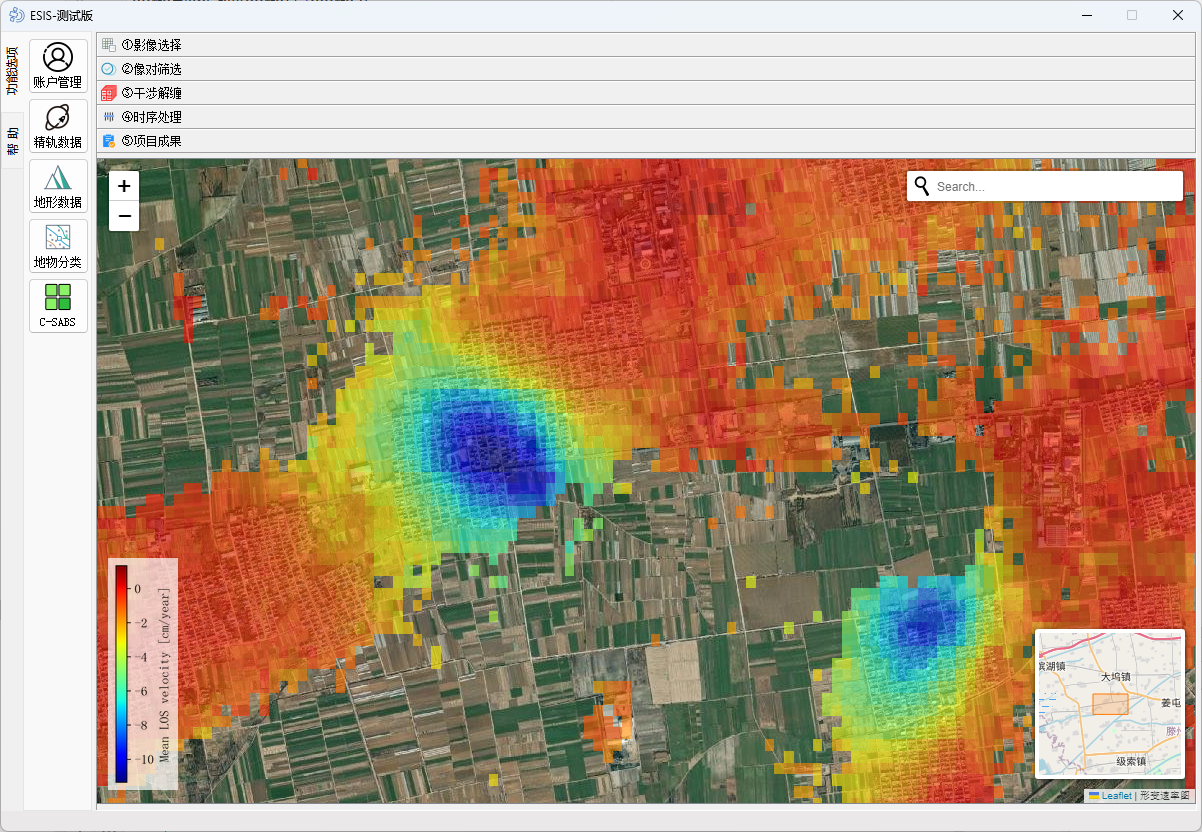 ESIS-测试版
功能选项
帮 助
账户管理
精轨数据
地形数据
地物分类
C-SABS
①影像选择
②像对筛选
③干涉解缠
④时序处理
⑤项目成果
+
−
Search...
0
−2
−4
−6
−8
−10
Mean LOS velocity [cm/year]
滨湖镇
大坞镇
姜屯
级索镇
Leaflet | 形变速率图